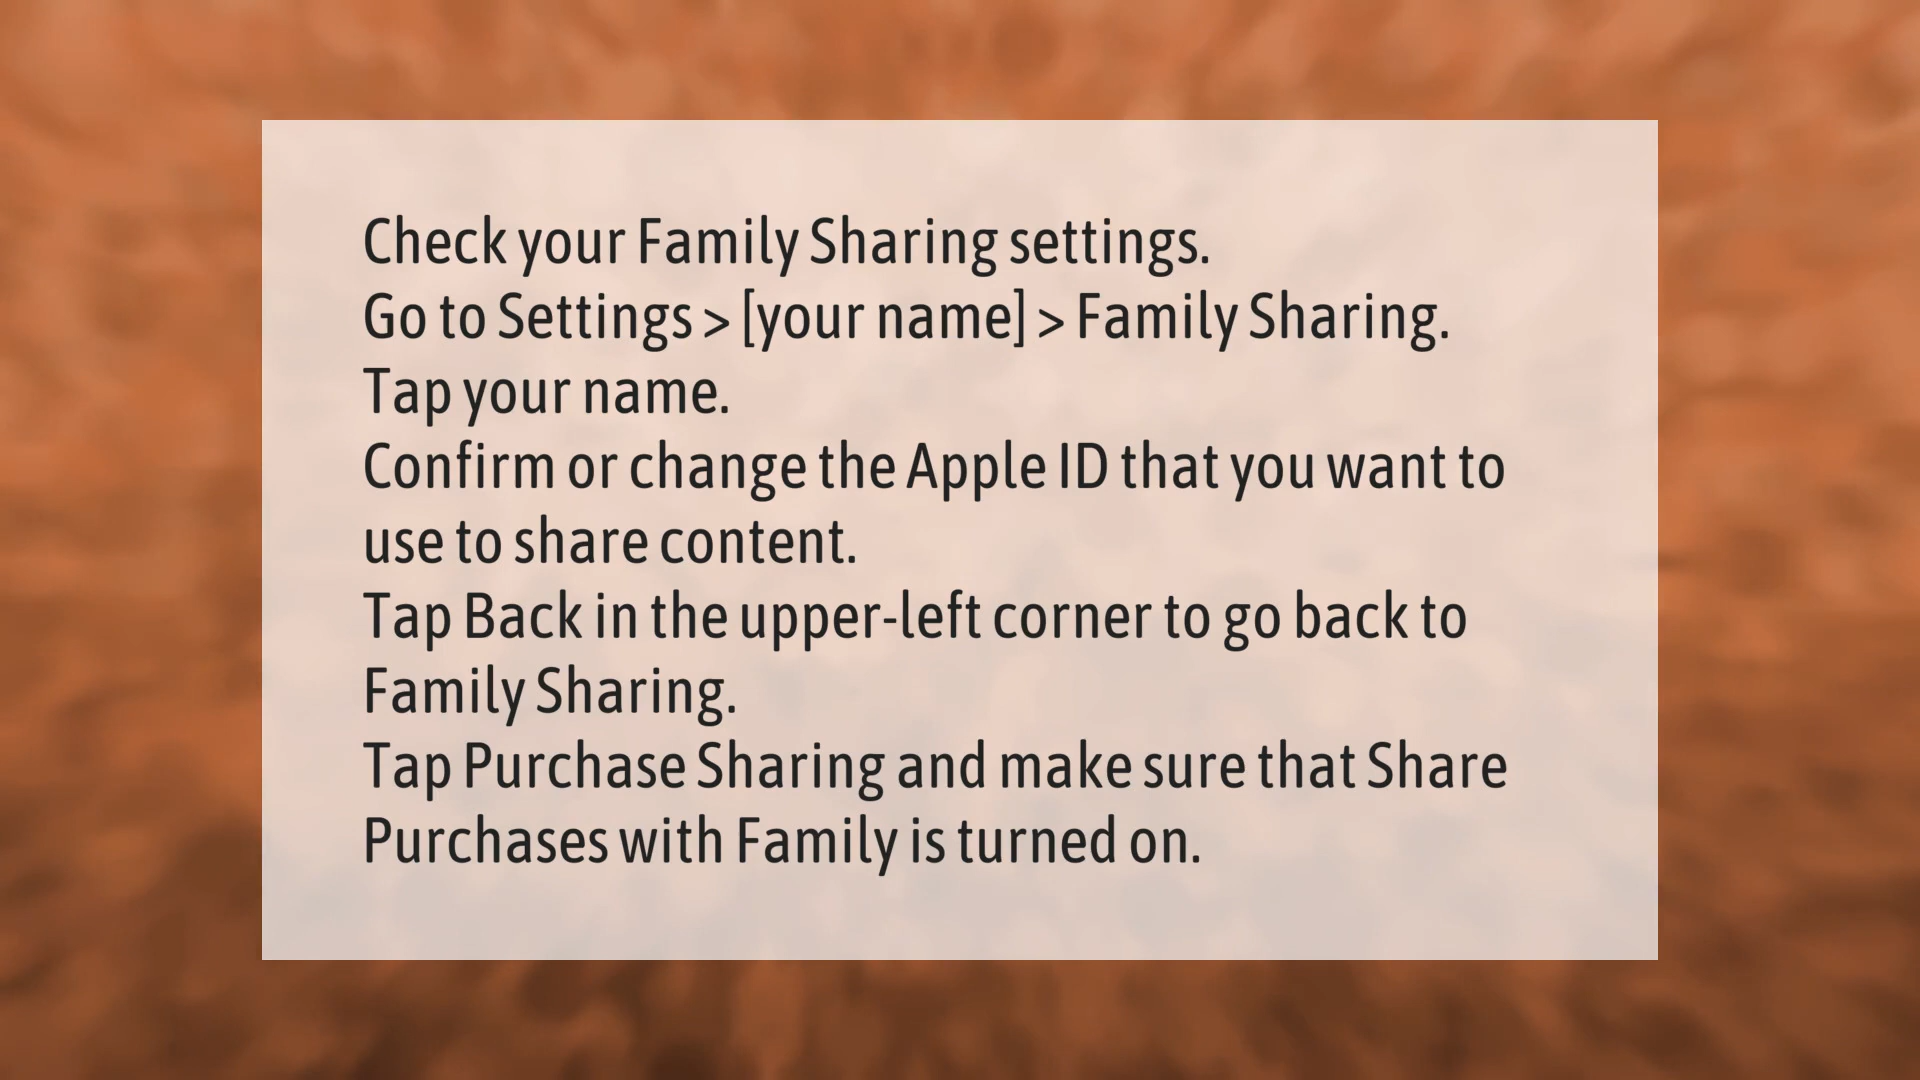 Check your Family Sharing settings.
Go to Settings > [your name] > Family Sharing.
Tap your name.
Confirm or change the Apple ID that you want to
use to share content.
Tap Back in the upper-left corner to go back to
Family Sharing.
Tap Purchase Sharing and make sure that Share
Purchases with Family is turned on.